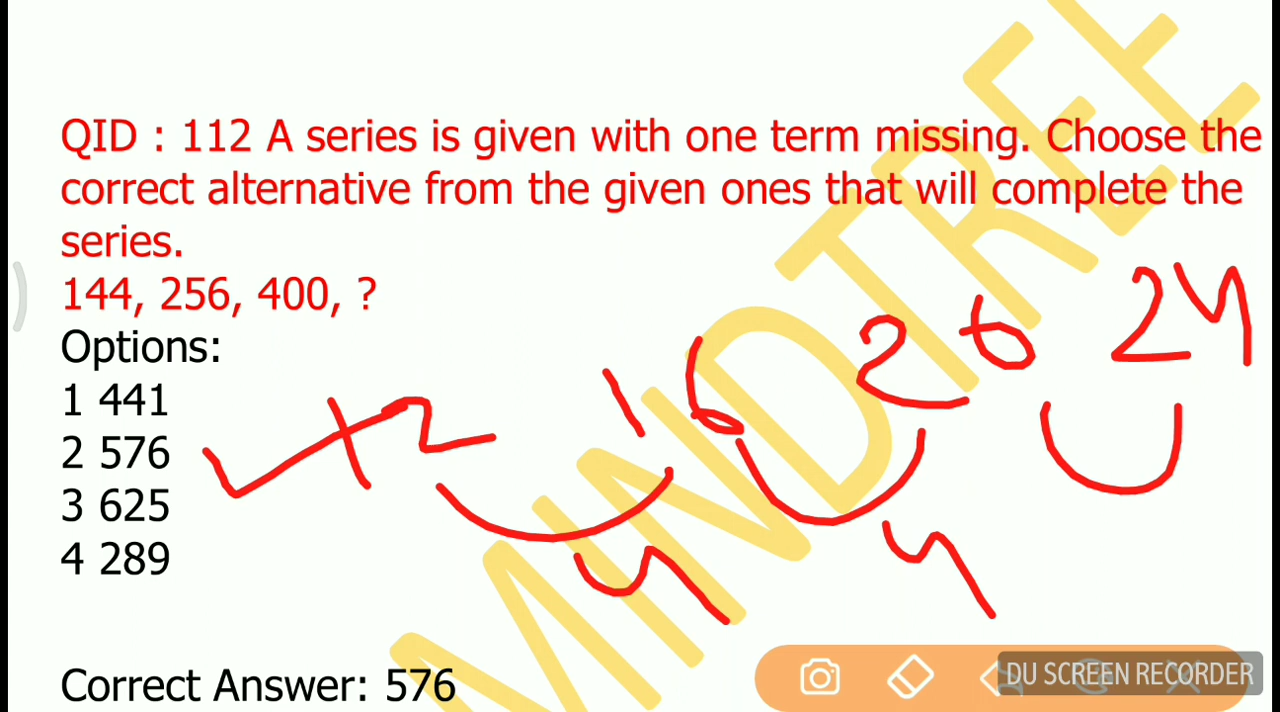 QID : 112 A series is given with one term missing. Choose the
correct alternative from the given ones that will complete the
series.
144, 256, 400, ?
Options:
1 441
2 576
3 625
4 289
12 16 20 24
4 4
Correct Answer: 576
MINDTREE
DU SCREEN RECORDER